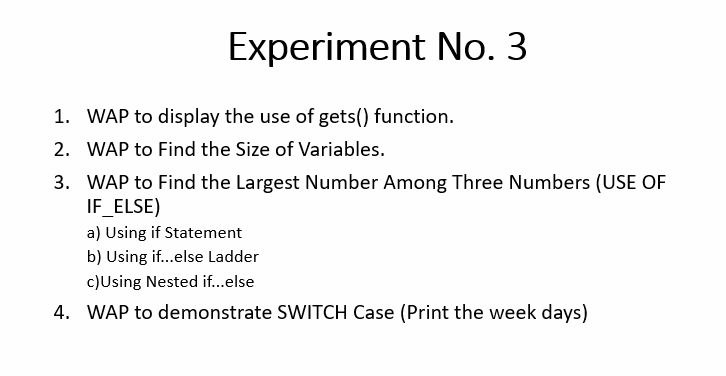 Experiment No. 3
1. WAP to display the use of gets() function.
2. WAP to Find the Size of Variables.
3. WAP to Find the Largest Number Among Three Numbers (USE OF
IF_ELSE)
a) Using if Statement
b) Using if...else Ladder
c)Using Nested if...else
4. WAP to demonstrate SWITCH Case (Print the week days)